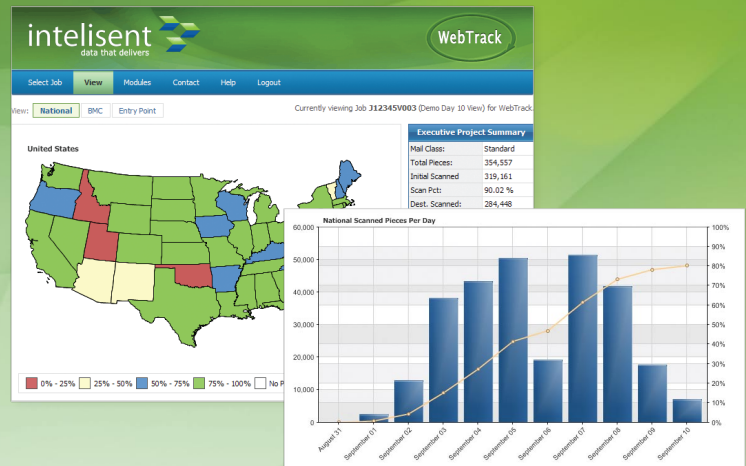 intelisent
data that delivers
WebTrack
Select Job View Modules Contact Help Logout
View: National BMC Entry Point
Currently viewing Job J12345V003 (Demo Day 10 View) for WebTrack
Executive Project Summary
United States
Mail Class: Standard
Total Pieces: 354,557
Initial Scanned 319,161
Scan Pct: 90.02 %
Dest. Scanned: 284,448
0% - 25% 25% - 50% 50% - 75% 75% - 100% No P
National Scanned Pieces Per Day
60,000 100%
90%
50,000
80%
70%
40,000
60%
30,000 50%
40%
20,000
30%
20%
10,000
10%
0 0%
August 31 September 01 September 02 September 03 September 04 September 05 September 06 September 07 September 08 September 09 September 10